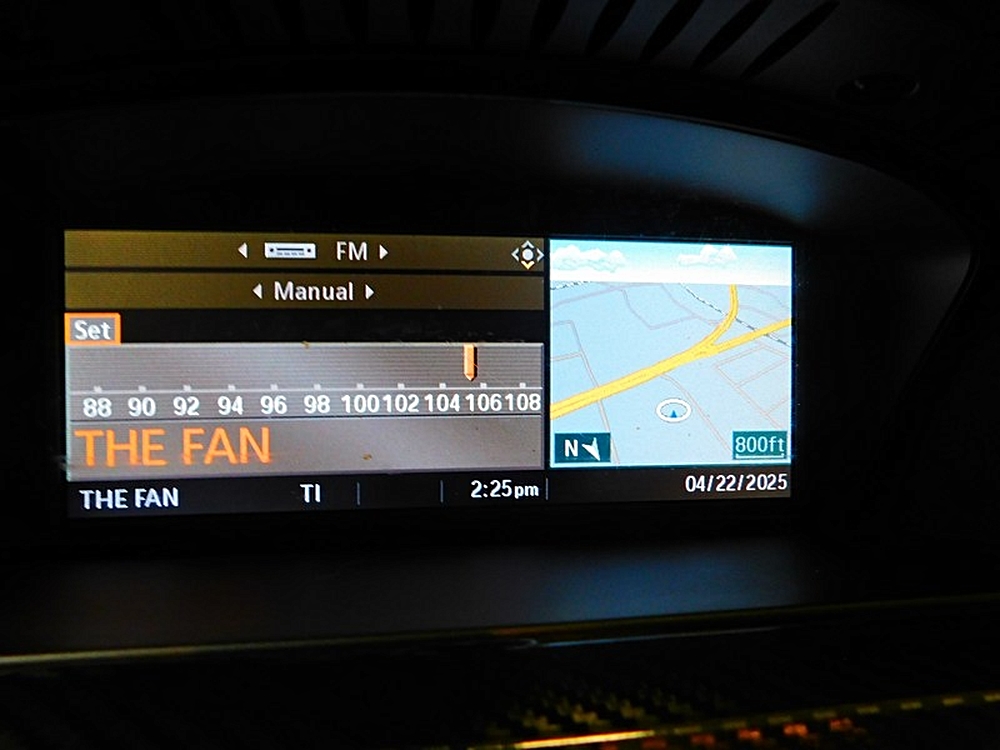 FM
Manual
Set
88 90 92 94 96 98 100 102 104 106 108
THE FAN
THE FAN TI 2:25pm
N
800ft
04/22/2025